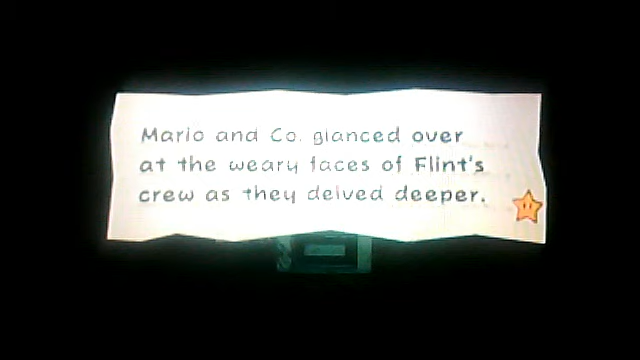 Mario and Co. glanced over
at the weary faces of Flint's
crew as they delved deeper.